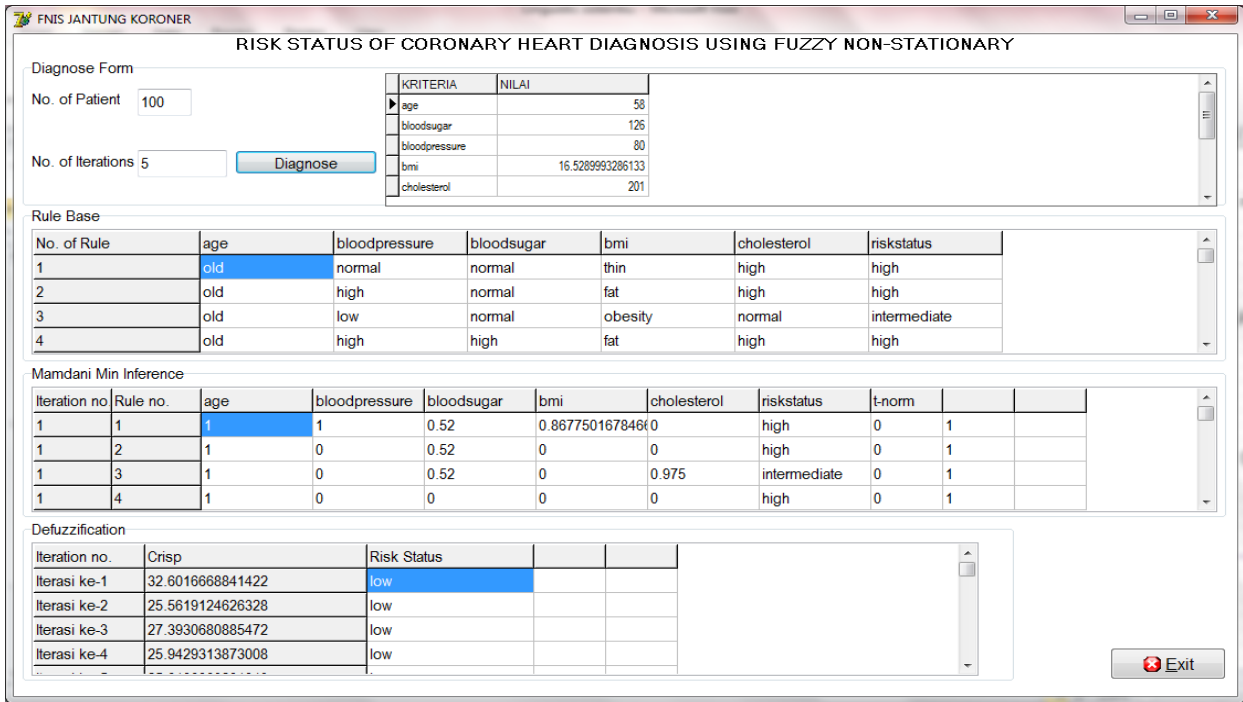 FNIS JANTUNG KORONER
RISK STATUS OF CORONARY HEART DIAGNOSIS USING FUZZY NON-STATIONARY
Diagnose Form
No. of Patient 100
No. of Iterations 5 Diagnose
KRITERIA NILAI
age 58
bloodsugar 126
bloodpressure 80
bmi 16.5289993286133
cholesterol 201
Rule Base
No. of Rule age bloodpressure bloodsugar bmi cholesterol riskstatus
1 old normal normal thin high high
2 old high normal fat high high
3 old low normal obesity normal intermediate
4 old high high fat high high
Mamdani Min Inference
Iteration no Rule no. age bloodpressure bloodsugar bmi cholesterol riskstatus t-norm
1 1 1 1 0.52 0.8677501678466 0 high 0 1
1 2 1 0 0.52 0 0 high 0 1
1 3 1 0 0.52 0 0.975 intermediate 0 1
1 4 1 0 0 0 0 high 0 1
Defuzzification
Iteration no. Crisp Risk Status
Iterasi ke-1 32.6016668841422 low
Iterasi ke-2 25.5619124626328 low
Iterasi ke-3 27.3930680885472 low
Iterasi ke-4 25.9429313873008 low
Exit